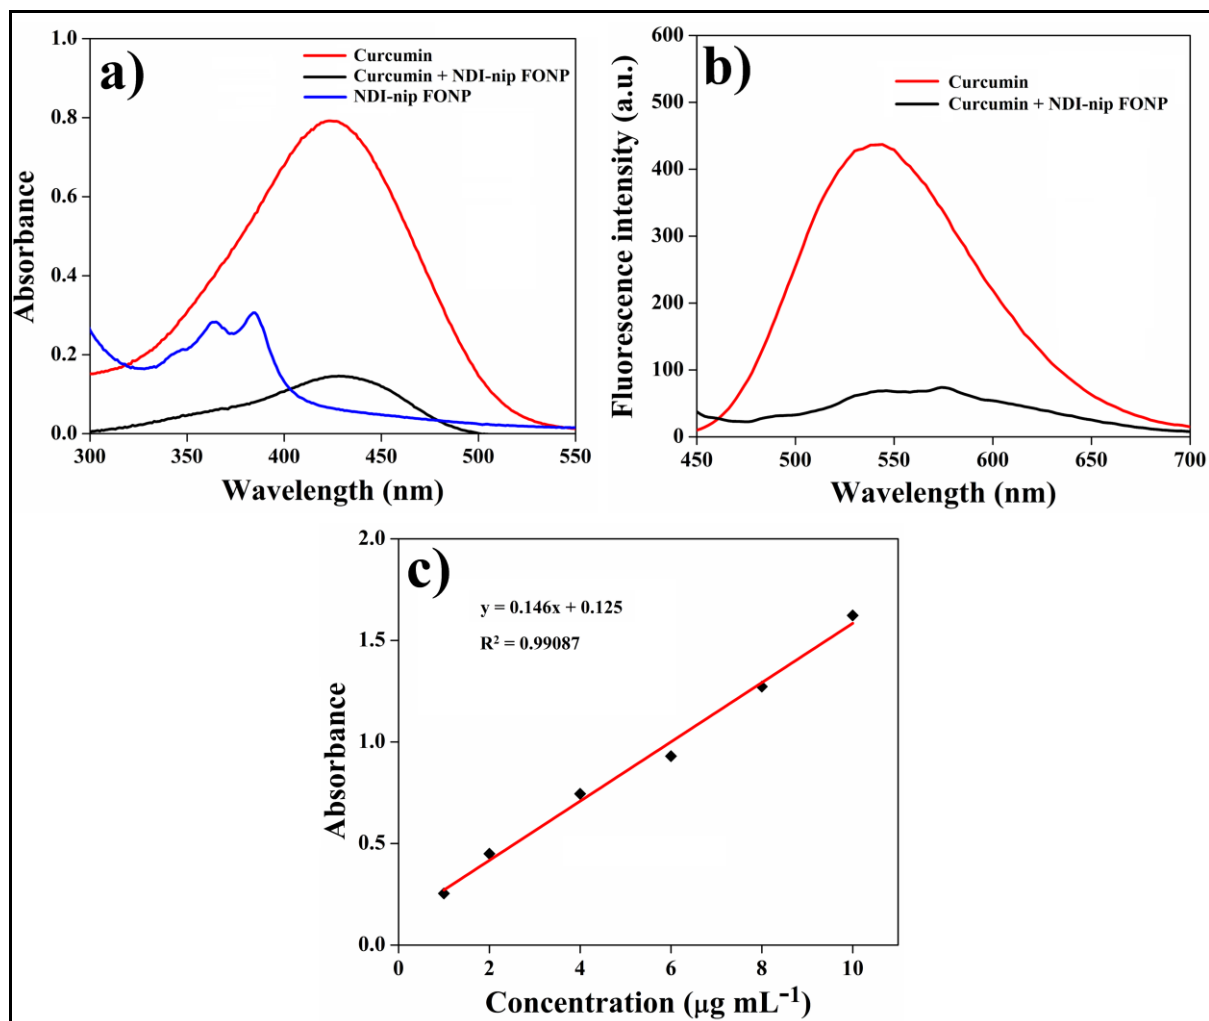 a)
Curcumin
Curcumin + NDI-nip FONP
NDI-nip FONP
1.0
0.8
0.6
0.4
0.2
0.0
Absorbance
300
350
400
450
500
550
Wavelength (nm)
b)
Curcumin
Curcumin + NDI-nip FONP
600
500
400
300
200
100
0
Fluorescence intensity (a.u.)
450
500
550
600
650
700
Wavelength (nm)
c)
y = 0.146x + 0.125
R² = 0.99087
2.0
1.5
1.0
0.5
0.0
Absorbance
0
2
4
6
8
10
Concentration (μg mL⁻¹)